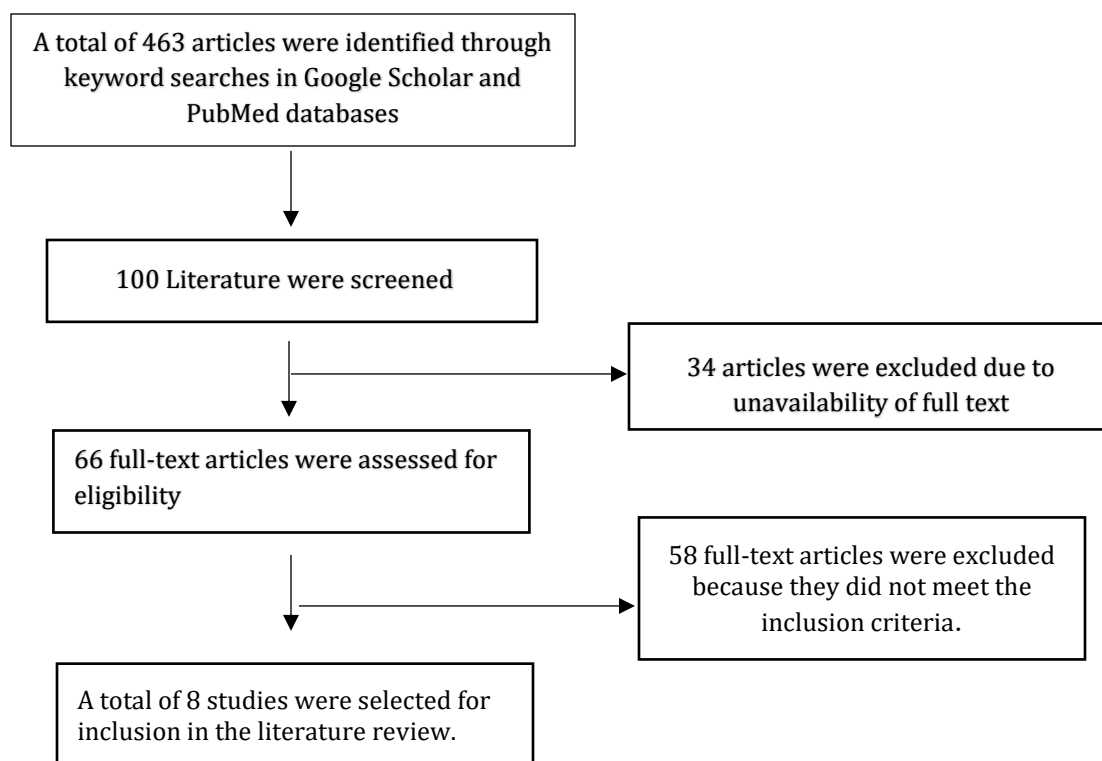 A total of 463 articles were identified through
keyword searches in Google Scholar and
PubMed databases
100 Literature were screened
34 articles were excluded due to
unavailability of full text
66 full-text articles were assessed for
eligibility
58 full-text articles were excluded
because they did not meet the
inclusion criteria.
A total of 8 studies were selected for
inclusion in the literature review.